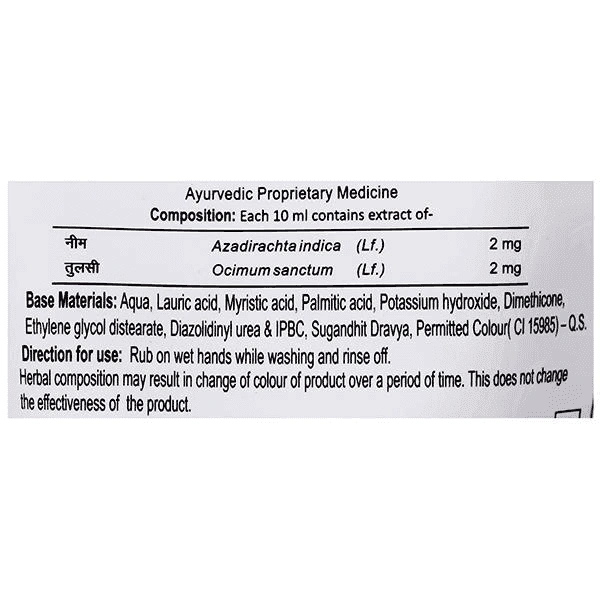 Ayurvedic Proprietary Medicine
Composition: Each 10 ml contains extract of-
नीम Azadirachta indica (Lf.) 2 mg
तुलसी Ocimum sanctum (Lf.) 2 mg
Base Materials: Aqua, Lauric acid, Myristic acid, Palmitic acid, Potassium hydroxide, Dimethicone,
Ethylene glycol distearate, Diazolidinyl urea & IPBC, Sugandhit Dravya, Permitted Colour( CI 15985) – Q.S.
Direction for use: Rub on wet hands while washing and rinse off.
Herbal composition may result in change of colour of product over a period of time. This does not change
the effectiveness of the product.